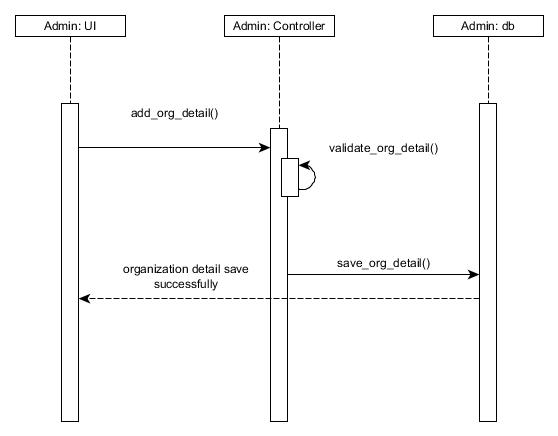 Admin: UI
Admin: Controller
Admin: db
add_org_detail()
validate_org_detail()
save_org_detail()
organization detail save
successfully